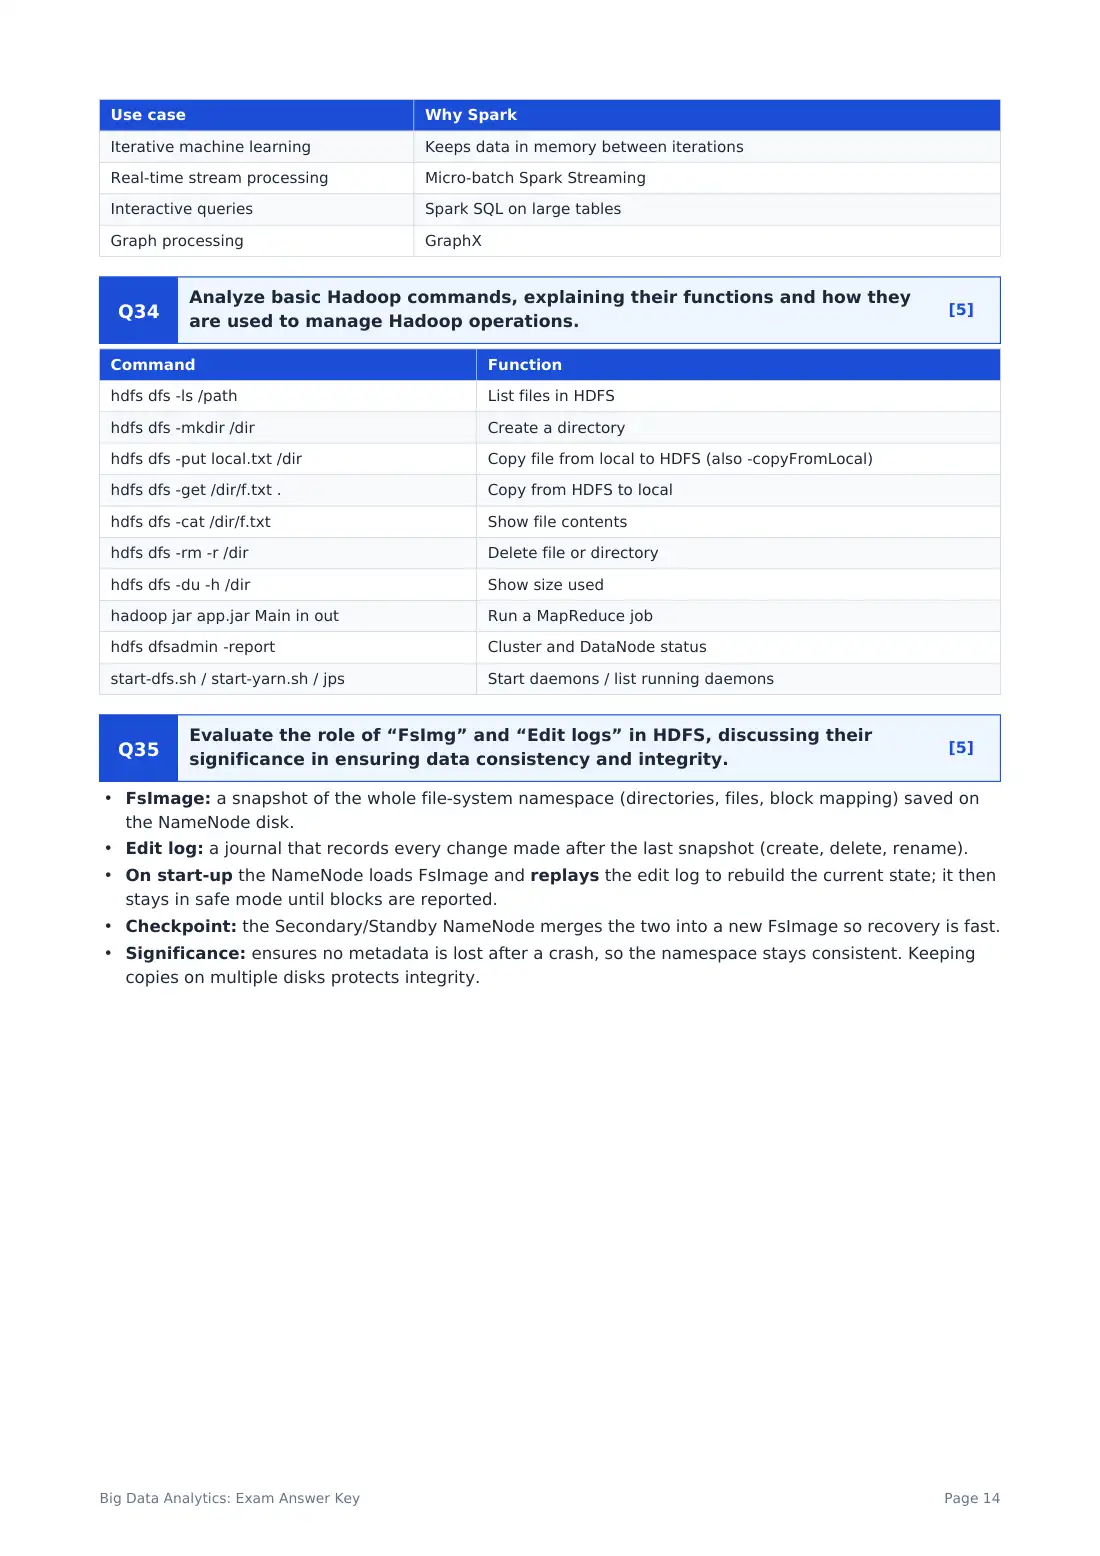 Use case Why Spark
Iterative machine learning Keeps data in memory between iterations
Real-time stream processing Micro-batch Spark Streaming
Interactive queries Spark SQL on large tables
Graph processing GraphX
Q34 Analyze basic Hadoop commands, explaining their functions and how they [5]
are used to manage Hadoop operations.
Command Function
hdfs dfs -ls /path List files in HDFS
hdfs dfs -mkdir /dir Create a directory
hdfs dfs -put local.txt /dir Copy file from local to HDFS (also -copyFromLocal)
hdfs dfs -get /dir/f.txt . Copy from HDFS to local
hdfs dfs -cat /dir/f.txt Show file contents
hdfs dfs -rm -r /dir Delete file or directory
hdfs dfs -du -h /dir Show size used
hadoop jar app.jar Main in out Run a MapReduce job
hdfs dfsadmin -report Cluster and DataNode status
start-dfs.sh / start-yarn.sh / jps Start daemons / list running daemons
Q35 Evaluate the role of “FsImg” and “Edit logs” in HDFS, discussing their [5]
significance in ensuring data consistency and integrity.
• FsImage: a snapshot of the whole file-system namespace (directories, files, block mapping) saved on
the NameNode disk.
• Edit log: a journal that records every change made after the last snapshot (create, delete, rename).
• On start-up the NameNode loads FsImage and replays the edit log to rebuild the current state; it then
stays in safe mode until blocks are reported.
• Checkpoint: the Secondary/Standby NameNode merges the two into a new FsImage so recovery is fast.
• Significance: ensures no metadata is lost after a crash, so the namespace stays consistent. Keeping
copies on multiple disks protects integrity.
Big Data Analytics: Exam Answer Key Page 14